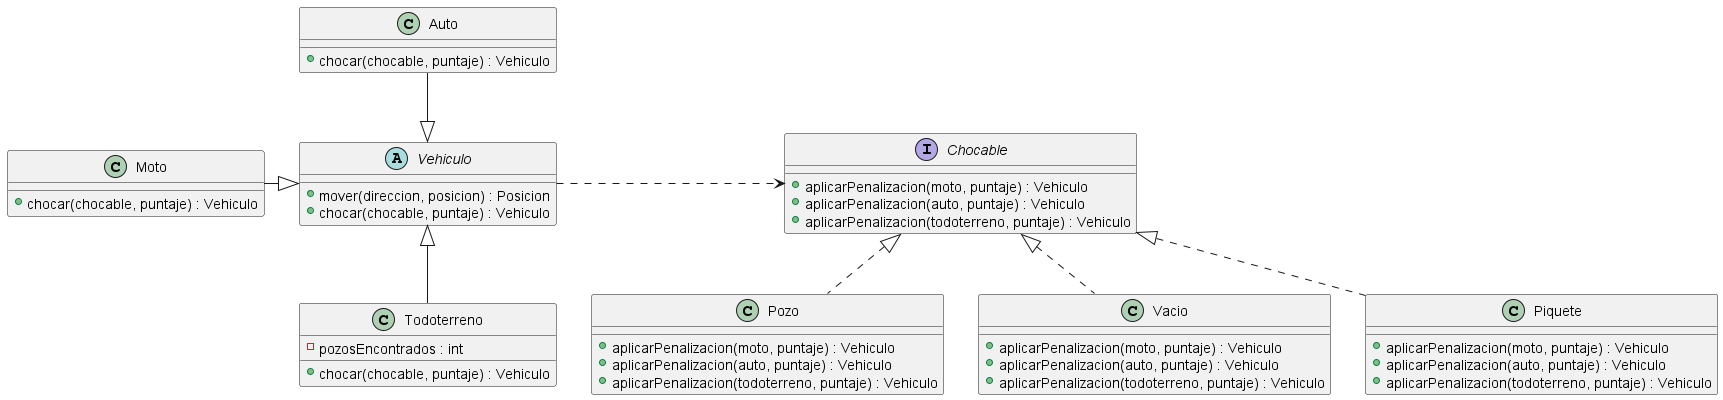 C Auto
chocar(chocable, puntaje) : Vehiculo
C Moto
chocar(chocable, puntaje) : Vehiculo
A Vehiculo
mover(direccion, posicion) : Posicion
chocar(chocable, puntaje) : Vehiculo
I Chocable
aplicarPenalizacion(moto, puntaje) : Vehiculo
aplicarPenalizacion(auto, puntaje) : Vehiculo
aplicarPenalizacion(todoterreno, puntaje) : Vehiculo
C Todoterreno
pozosEncontrados : int
chocar(chocable, puntaje) : Vehiculo
C Pozo
aplicarPenalizacion(moto, puntaje) : Vehiculo
aplicarPenalizacion(auto, puntaje) : Vehiculo
aplicarPenalizacion(todoterreno, puntaje) : Vehiculo
C Vacio
aplicarPenalizacion(moto, puntaje) : Vehiculo
aplicarPenalizacion(auto, puntaje) : Vehiculo
aplicarPenalizacion(todoterreno, puntaje) : Vehiculo
C Piquete
aplicarPenalizacion(moto, puntaje) : Vehiculo
aplicarPenalizacion(auto, puntaje) : Vehiculo
aplicarPenalizacion(todoterreno, puntaje) : Vehiculo